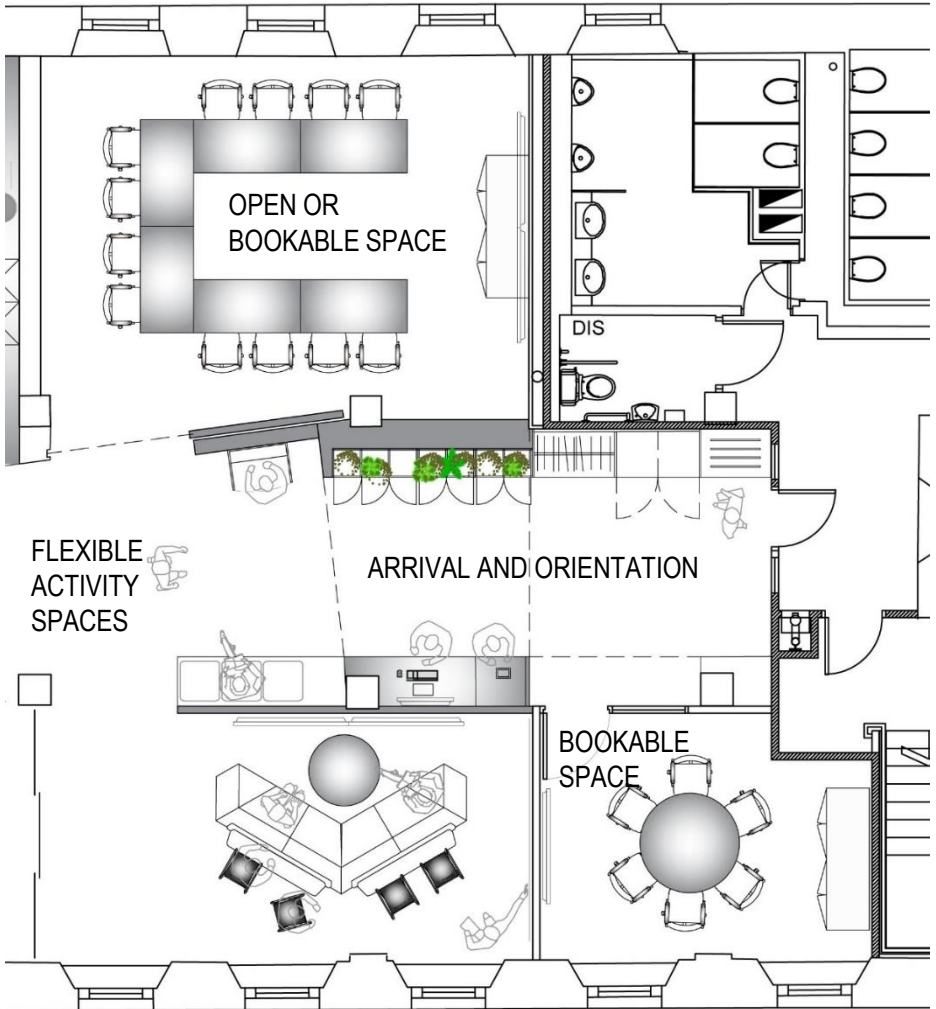 OPEN OR
BOOKABLE SPACE
DIS
FLEXIBLE
ACTIVITY
SPACES
ARRIVAL AND ORIENTATION
BOOKABLE
SPACE